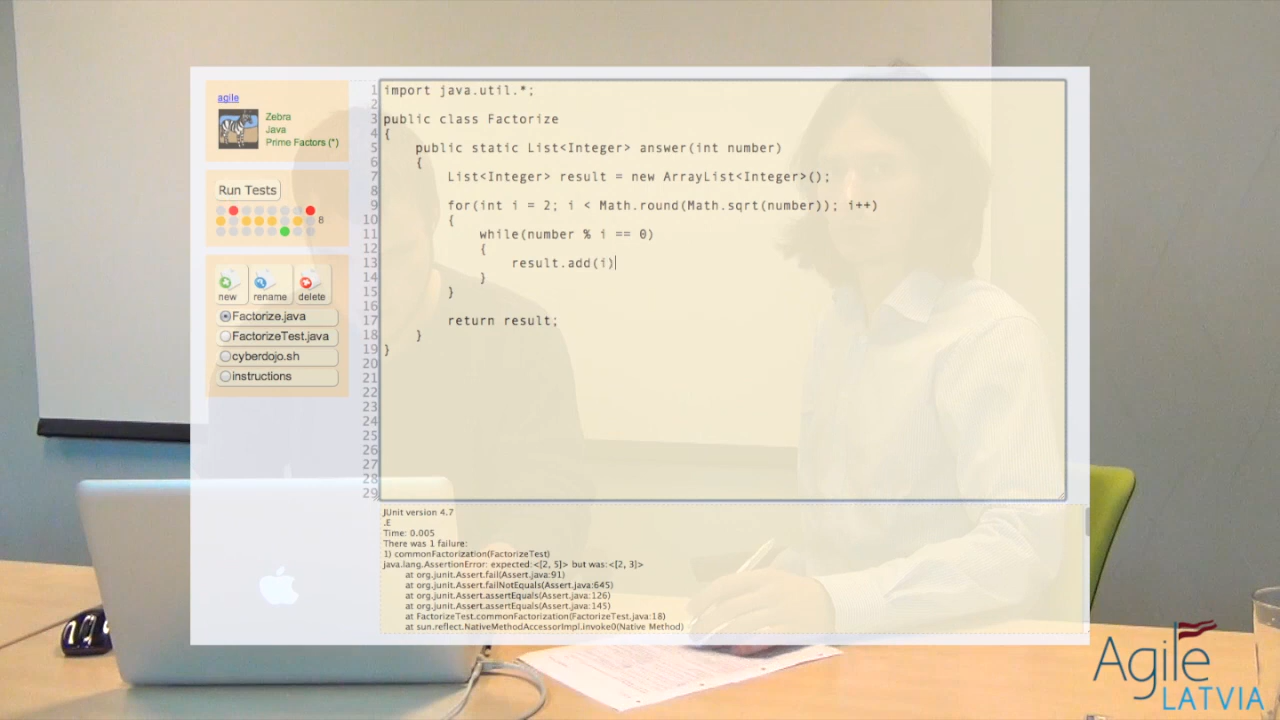 agile
Zebra
Java
Prime Factors (*)
Run Tests
8
new rename delete
Factorize.java
FactorizeTest.java
cyberdojo.sh
instructions
1 import java.util.*;
2
3 public class Factorize
4 {
5 public static List<Integer> answer(int number)
6 {
7 List<Integer> result = new ArrayList<Integer>();
8
9 for(int i = 2; i < Math.round(Math.sqrt(number)); i++)
10 {
11 while(number % i == 0)
12 {
13 result.add(i)
14 }
15 }
16
17 return result;
18 }
19 }
20
21
22
23
24
25
26
27
28
29
JUnit version 4.7
.E
Time: 0.005
There was 1 failure:
1) commonFactorization(FactorizeTest)
java.lang.AssertionError: expected:<[2, 5]> but was:<[2, 3]>
at org.junit.Assert.fail(Assert.java:91)
at org.junit.Assert.failNotEquals(Assert.java:645)
at org.junit.Assert.assertEquals(Assert.java:126)
at org.junit.Assert.assertEquals(Assert.java:145)
at FactorizeTest.commonFactorization(FactorizeTest.java:18)
at sun.reflect.NativeMethodAccessorImpl.invoke0(Native Method)
Agile
LATVIA